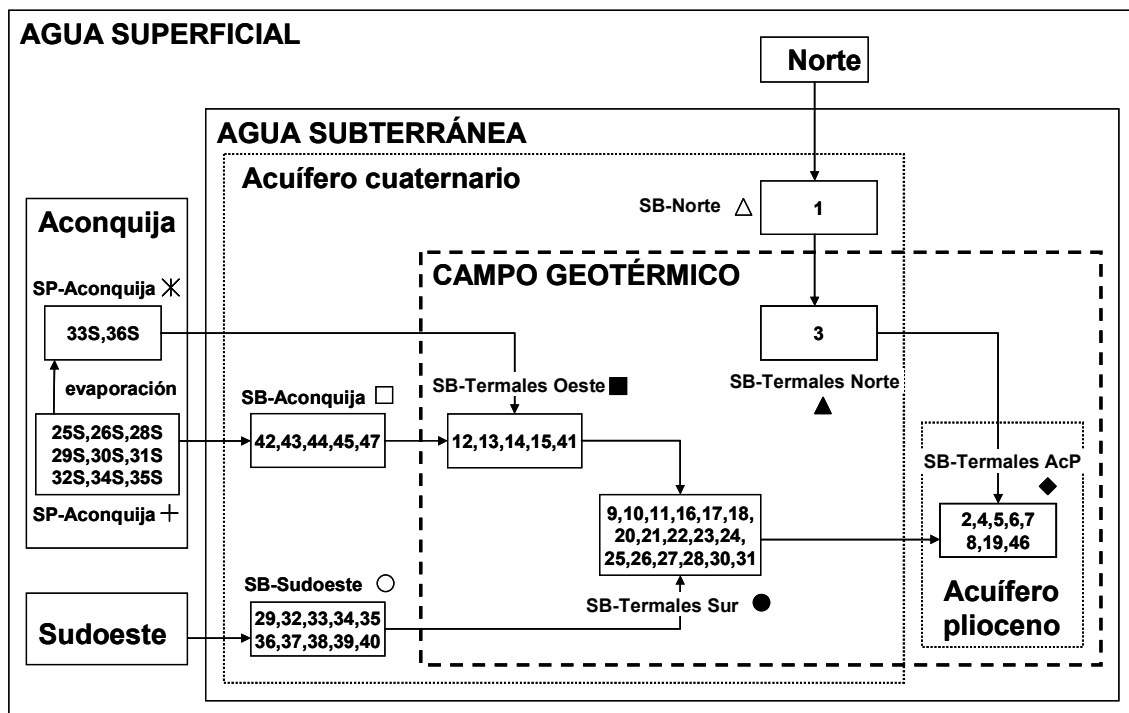 AGUA SUPERFICIAL
Norte
AGUA SUBTERRÁNEA
Acuífero cuaternario
SB-Norte
1
Aconquija
CAMPO GEOTÉRMICO
SP-Aconquija
33S,36S
3
evaporación
SB-Termales Norte
SB-Aconquija
SB-Termales Oeste
25S,26S,28S
29S,30S,31S
32S,34S,35S
42,43,44,45,47
12,13,14,15,41
SB-Termales AcP
SP-Aconquija
9,10,11,16,17,18,
20,21,22,23,24,
25,26,27,28,30,31
2,4,5,6,7
8,19,46
SB-Sudoeste
SB-Termales Sur
Acuífero
plioceno
Sudoeste
29,32,33,34,35
36,37,38,39,40